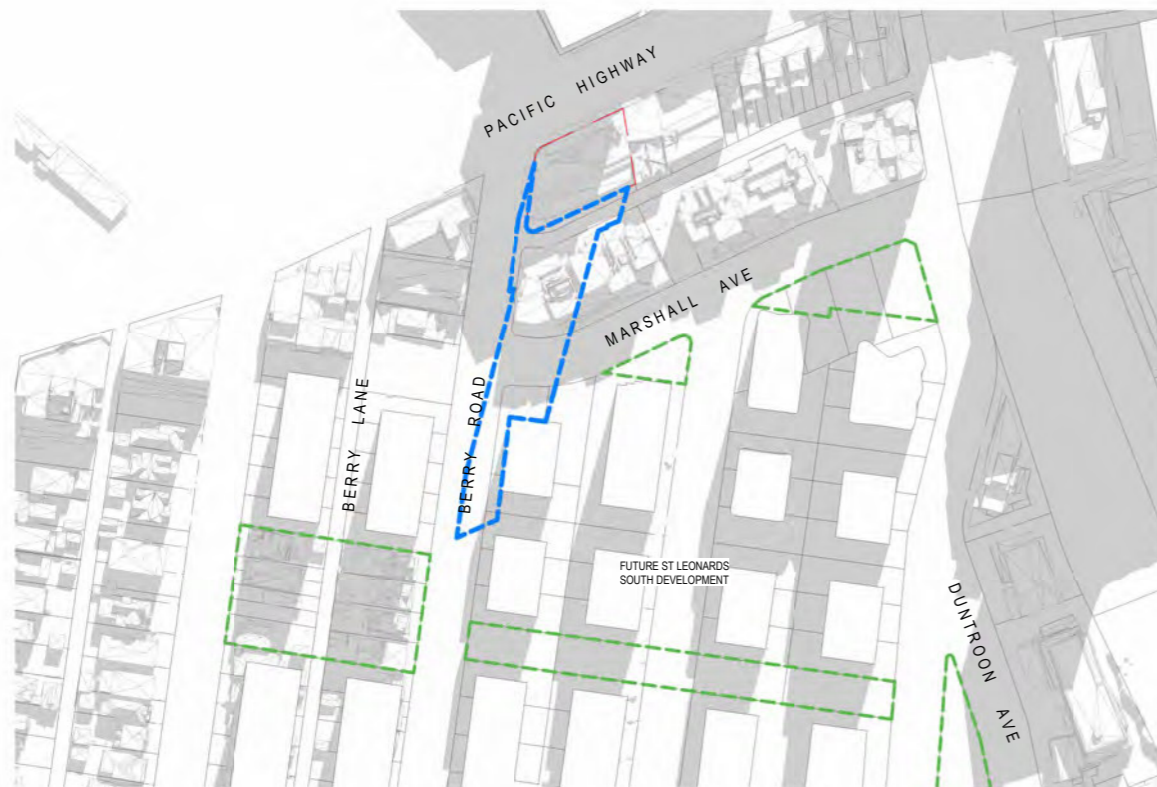 PACIFIC HIGHWAY
MARSHALL AVE
BERRY LANE
BERRY ROAD
FUTURE ST LEONARDS
SOUTH DEVELOPMENT
DUNTROON AVE